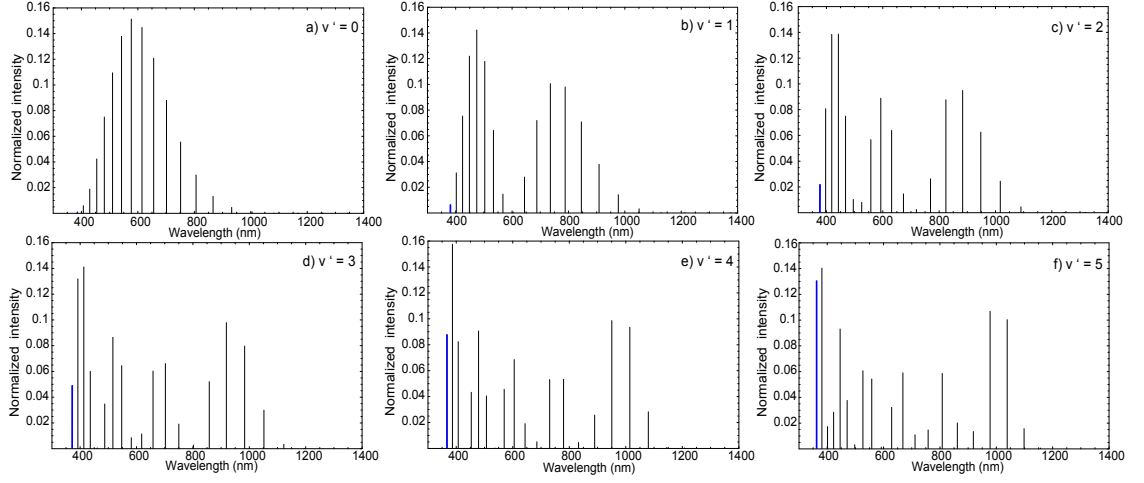 0.16
0.14
0.12
0.1
0.08
0.06
0.04
0.02
Normalized intensity
a) v ‘ = 0
400 600 800 1000 1200 1400
Wavelength (nm)
0.16
0.14
0.12
0.1
0.08
0.06
0.04
0.02
Normalized intensity
b) v ‘ = 1
400 600 800 1000 1200 1400
Wavelength (nm)
0.16
0.14
0.12
0.1
0.08
0.06
0.04
0.02
Normalized intensity
c) v ‘ = 2
400 600 800 1000 1200 1400
Wavelength (nm)
0.16
0.14
0.12
0.1
0.08
0.06
0.04
0.02
Normalized intensity
d) v ‘ = 3
400 600 800 1000 1200 1400
Wavelength (nm)
0.16
0.14
0.12
0.1
0.08
0.06
0.04
0.02
Normalized intensity
e) v ‘ = 4
400 600 800 1000 1200 1400
Wavelength (nm)
0.16
0.14
0.12
0.1
0.08
0.06
0.04
0.02
Normalized intensity
f) v ‘ = 5
400 600 800 1000 1200 1400
Wavelength (nm)